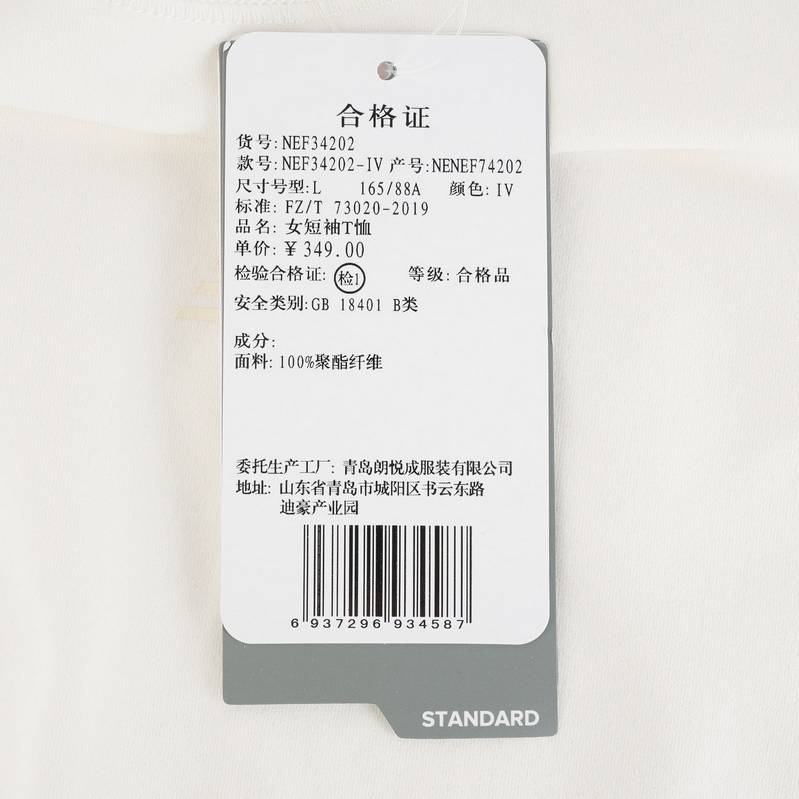 合格证
货号:NEF34202
款号:NEF34202-IV 产号:NENEF74202
尺寸号型:L 165/88A 颜色:IV
标准: FZ/T 73020-2019
品名: 女短袖T恤
单价:￥349.00
检验合格证: 检1 等级:合格品
安全类别:GB 18401 B类
成分:
面料:100%聚酯纤维
委托生产工厂: 青岛朗悦成服装有限公司
地址: 山东省青岛市城阳区书云东路
迪豪产业园
6 937296 934587
STANDARD